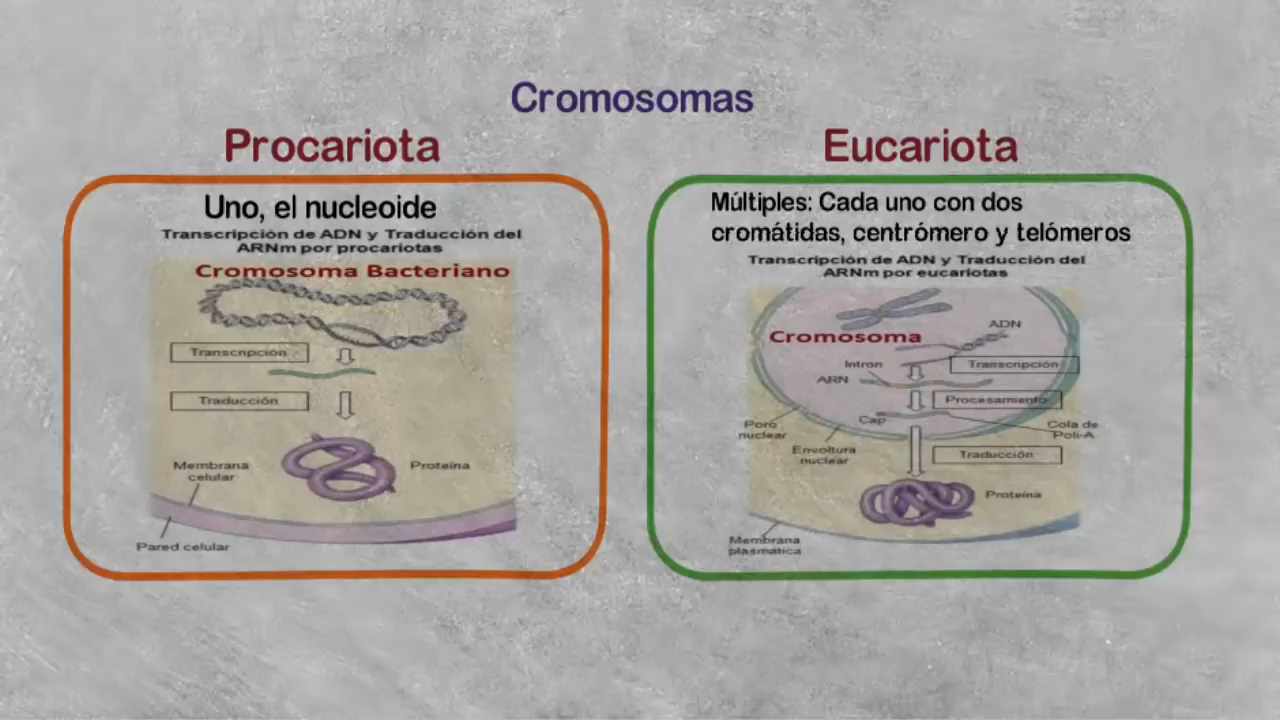 Cromosomas
Procariota
Uno, el nucleoide
Transcripción de ADN y Traducción del
ARNm por procariotas
Cromosoma Bacteriano
Transcripción
Traducción
Membrana
celular
Proteína
Pared celular
Eucariota
Múltiples: Cada uno con dos
cromátidas, centrómero y telómeros
Transcripción de ADN y Traducción del
ARNm por eucariotas
ADN
Cromosoma
Intron
Transcripción
ARN
Procesamiento
Cap
Cola de
Poli-A
Poro
nuclear
Envoltura
nuclear
Traducción
Proteína
Membrana
plasmática